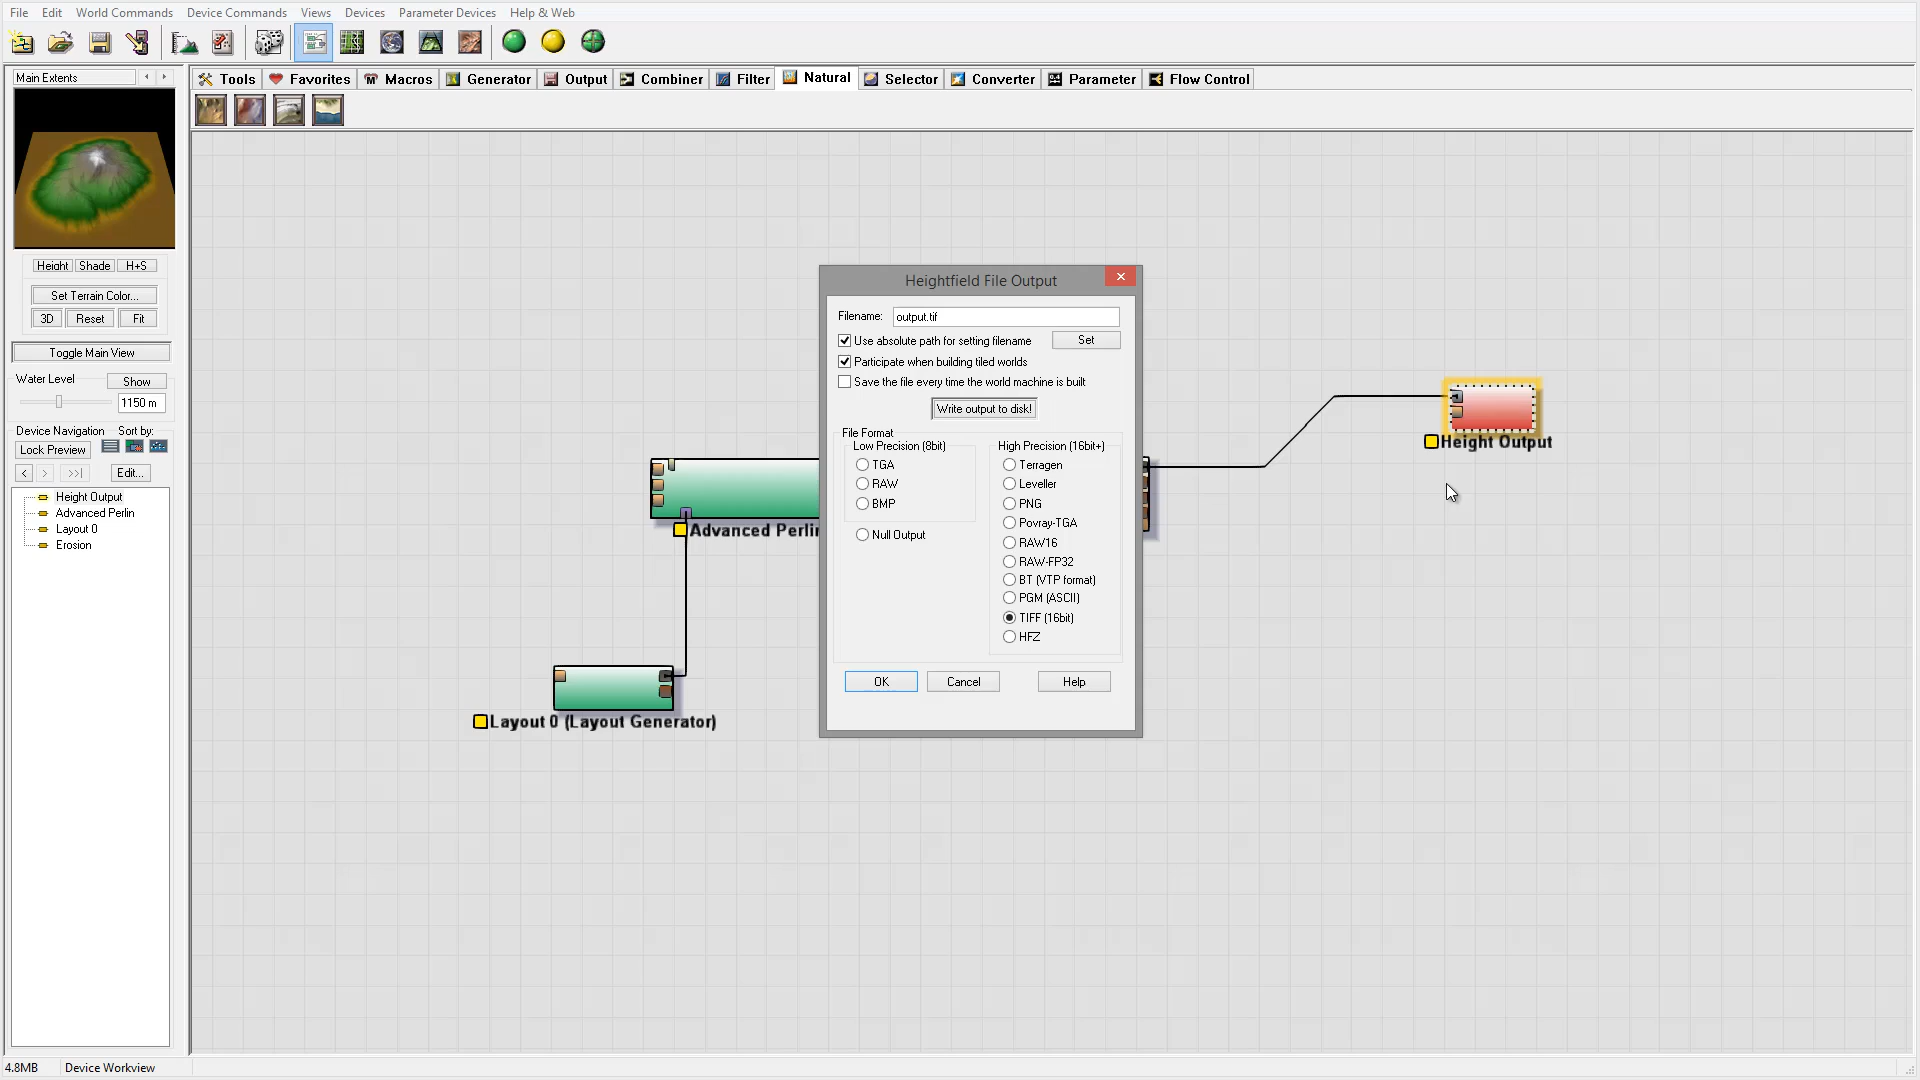 File Edit World Commands Device Commands Views Devices Parameter Devices Help & Web
Main Extents
Tools Favorites Macros Generator Output Combiner Filter Natural Selector Converter Parameter Flow Control
Height Shade H+S
Set Terrain Color...
3D Reset Fit
Toggle Main View
Water Level Show
1150 m
Device Navigation Sort by:
Lock Preview
< > >>| Edit...
Height Output
Advanced Perlin
Layout 0
Erosion
Heightfield File Output
Filename: output.tif
Use absolute path for setting filename Set
Participate when building tiled worlds
Save the file every time the world machine is built
Write output to disk!
File Format
Low Precision (8bit)
TGA
RAW
BMP
Null Output
High Precision (16bit+)
Terragen
Leveller
PNG
Povray-TGA
RAW16
RAW-FP32
BT (VTP format)
PGM (ASCII)
TIFF (16bit)
HFZ
OK Cancel Help
Height Output
Advanced Perlin
Layout 0 (Layout Generator)
4.8MB Device Workview